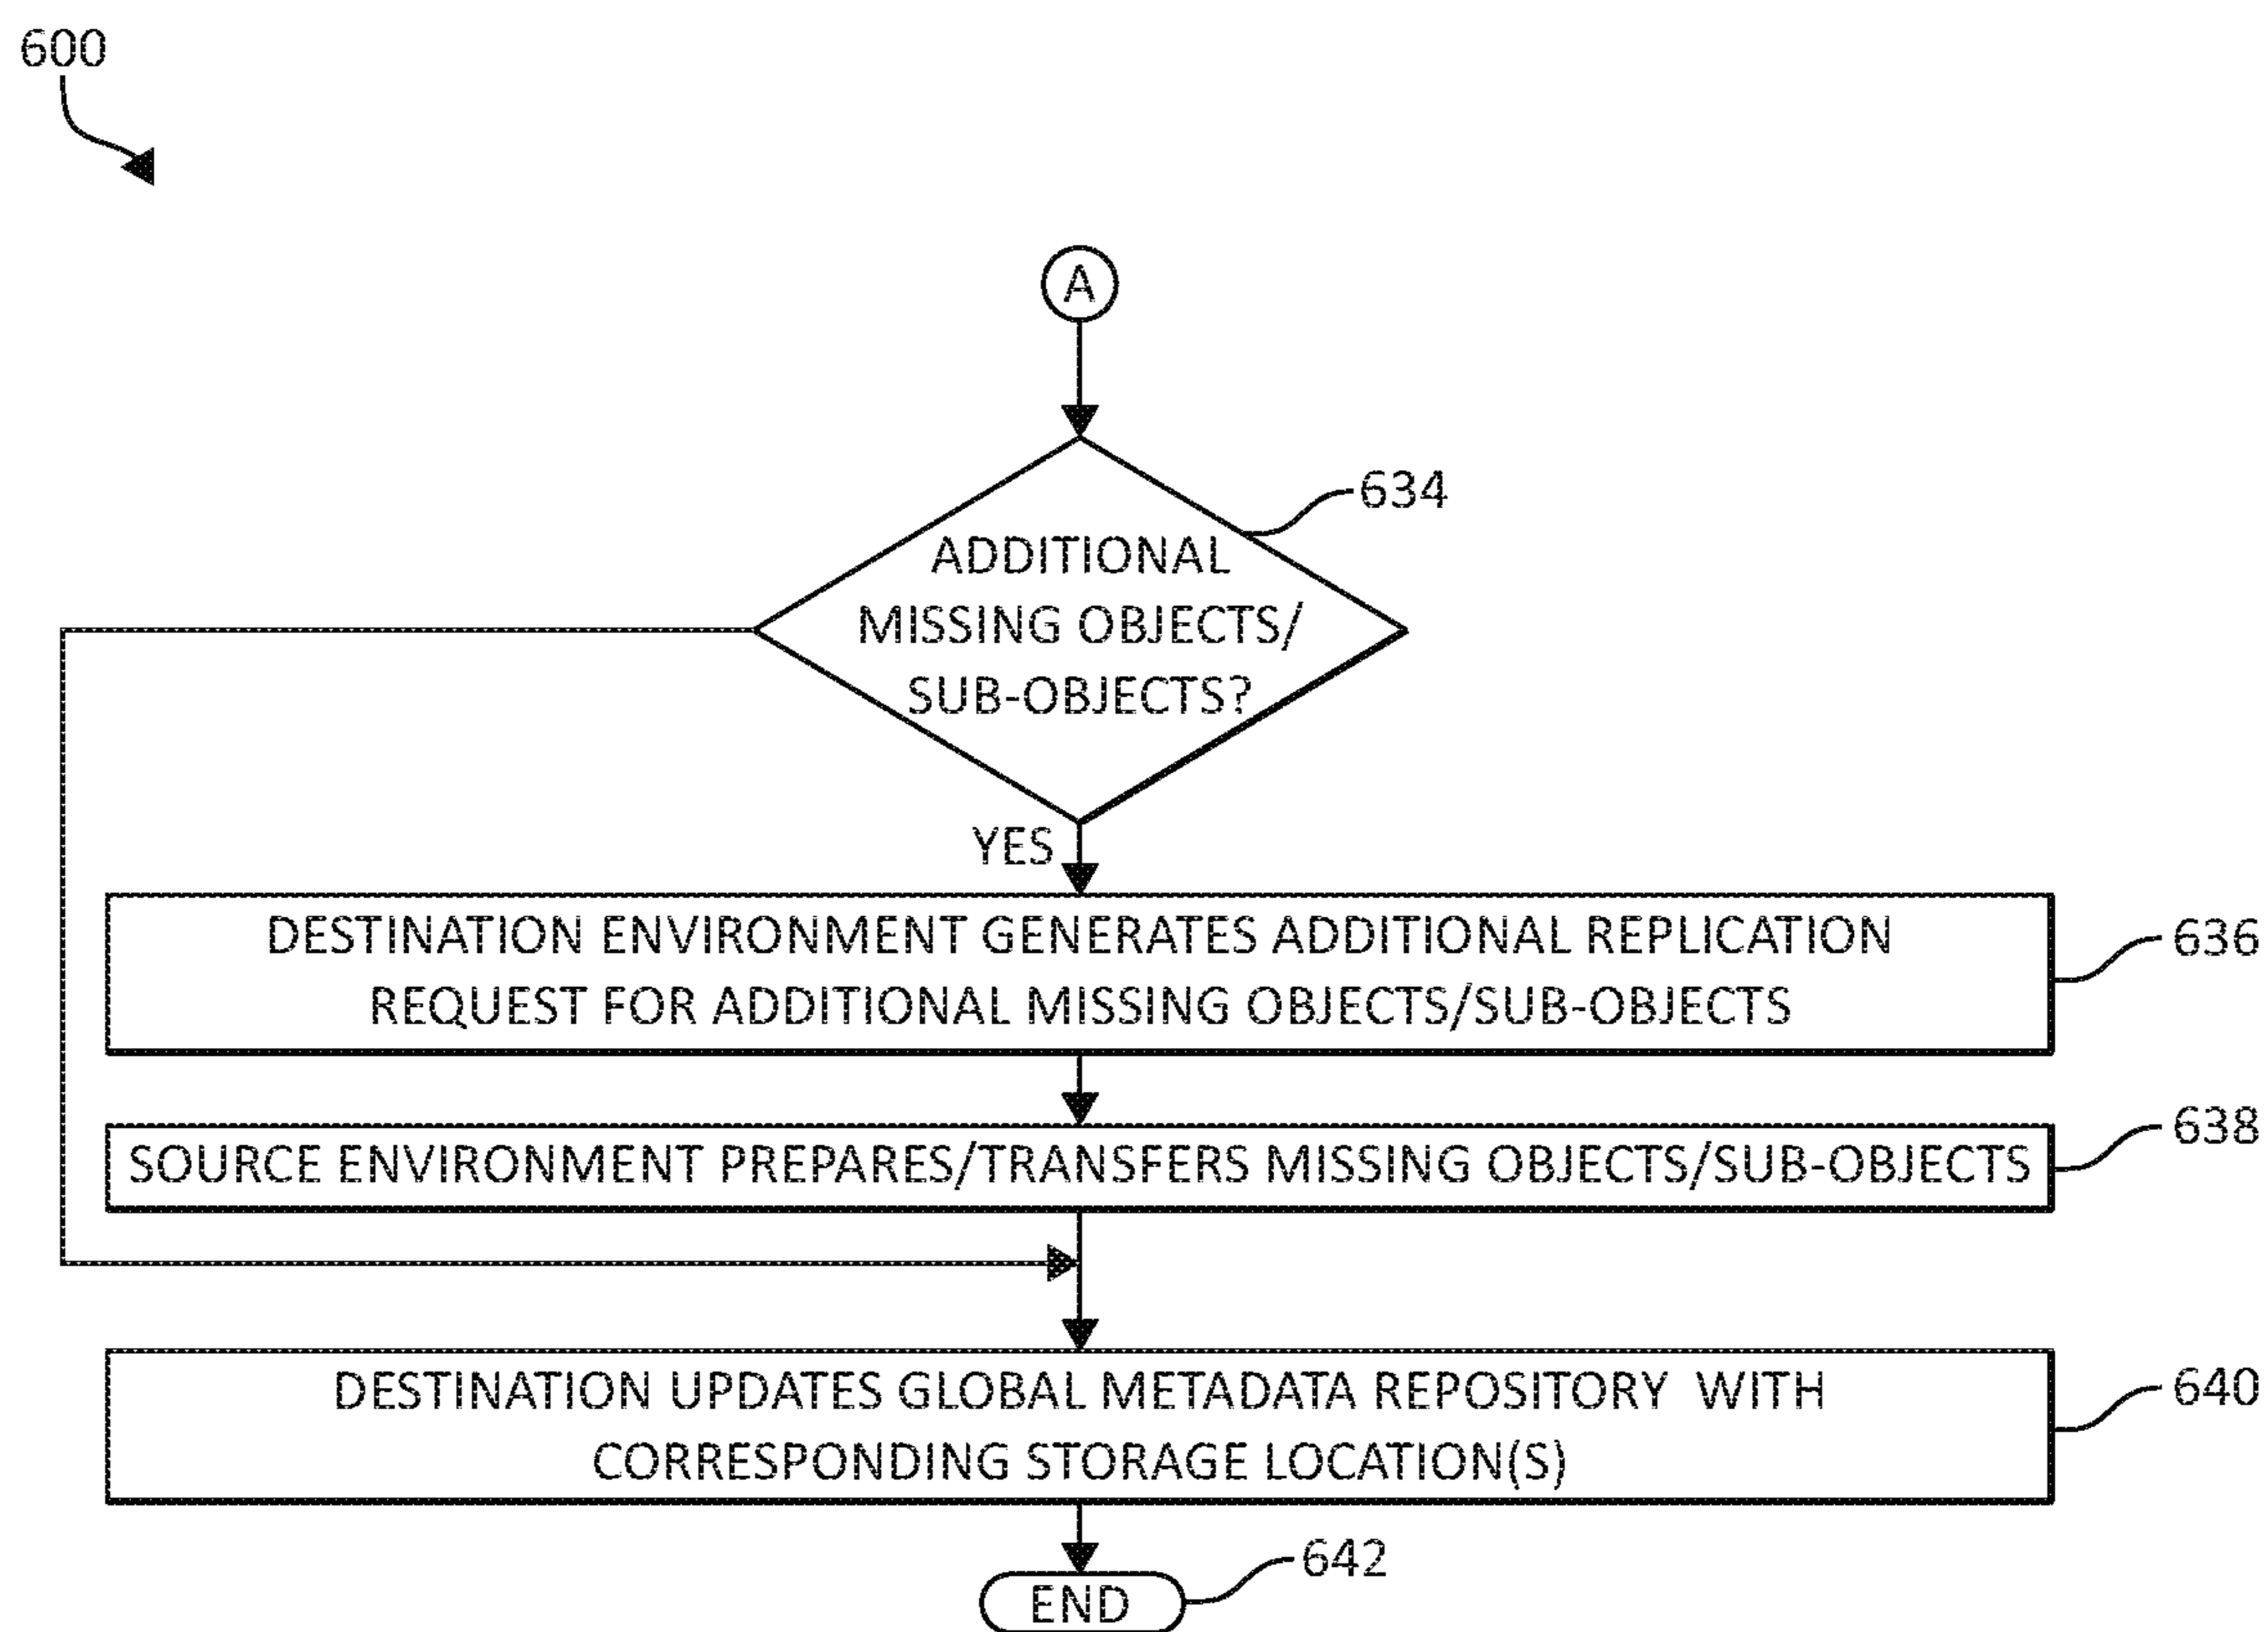 600
A
634
ADDITIONAL
MISSING OBJECTS/
SUB-OBJECTS?
YES
DESTINATION ENVIRONMENT GENERATES ADDITIONAL REPLICATION
REQUEST FOR ADDITIONAL MISSING OBJECTS/SUB-OBJECTS
636
SOURCE ENVIRONMENT PREPARES/TRANSFERS MISSING OBJECTS/SUB-OBJECTS
638
DESTINATION UPDATES GLOBAL METADATA REPOSITORY WITH
CORRESPONDING STORAGE LOCATION(S)
640
END
642